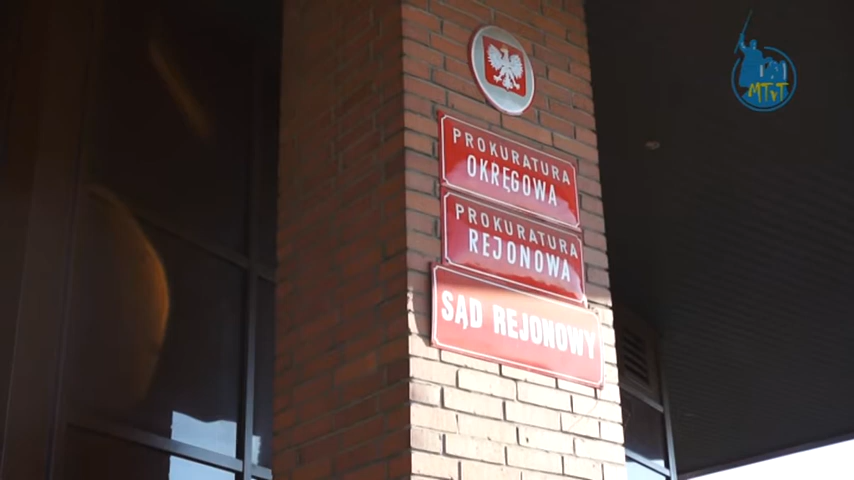 MTvT
PROKURATURA
OKRĘGOWA
PROKURATURA
REJONOWA
SĄD REJONOWY